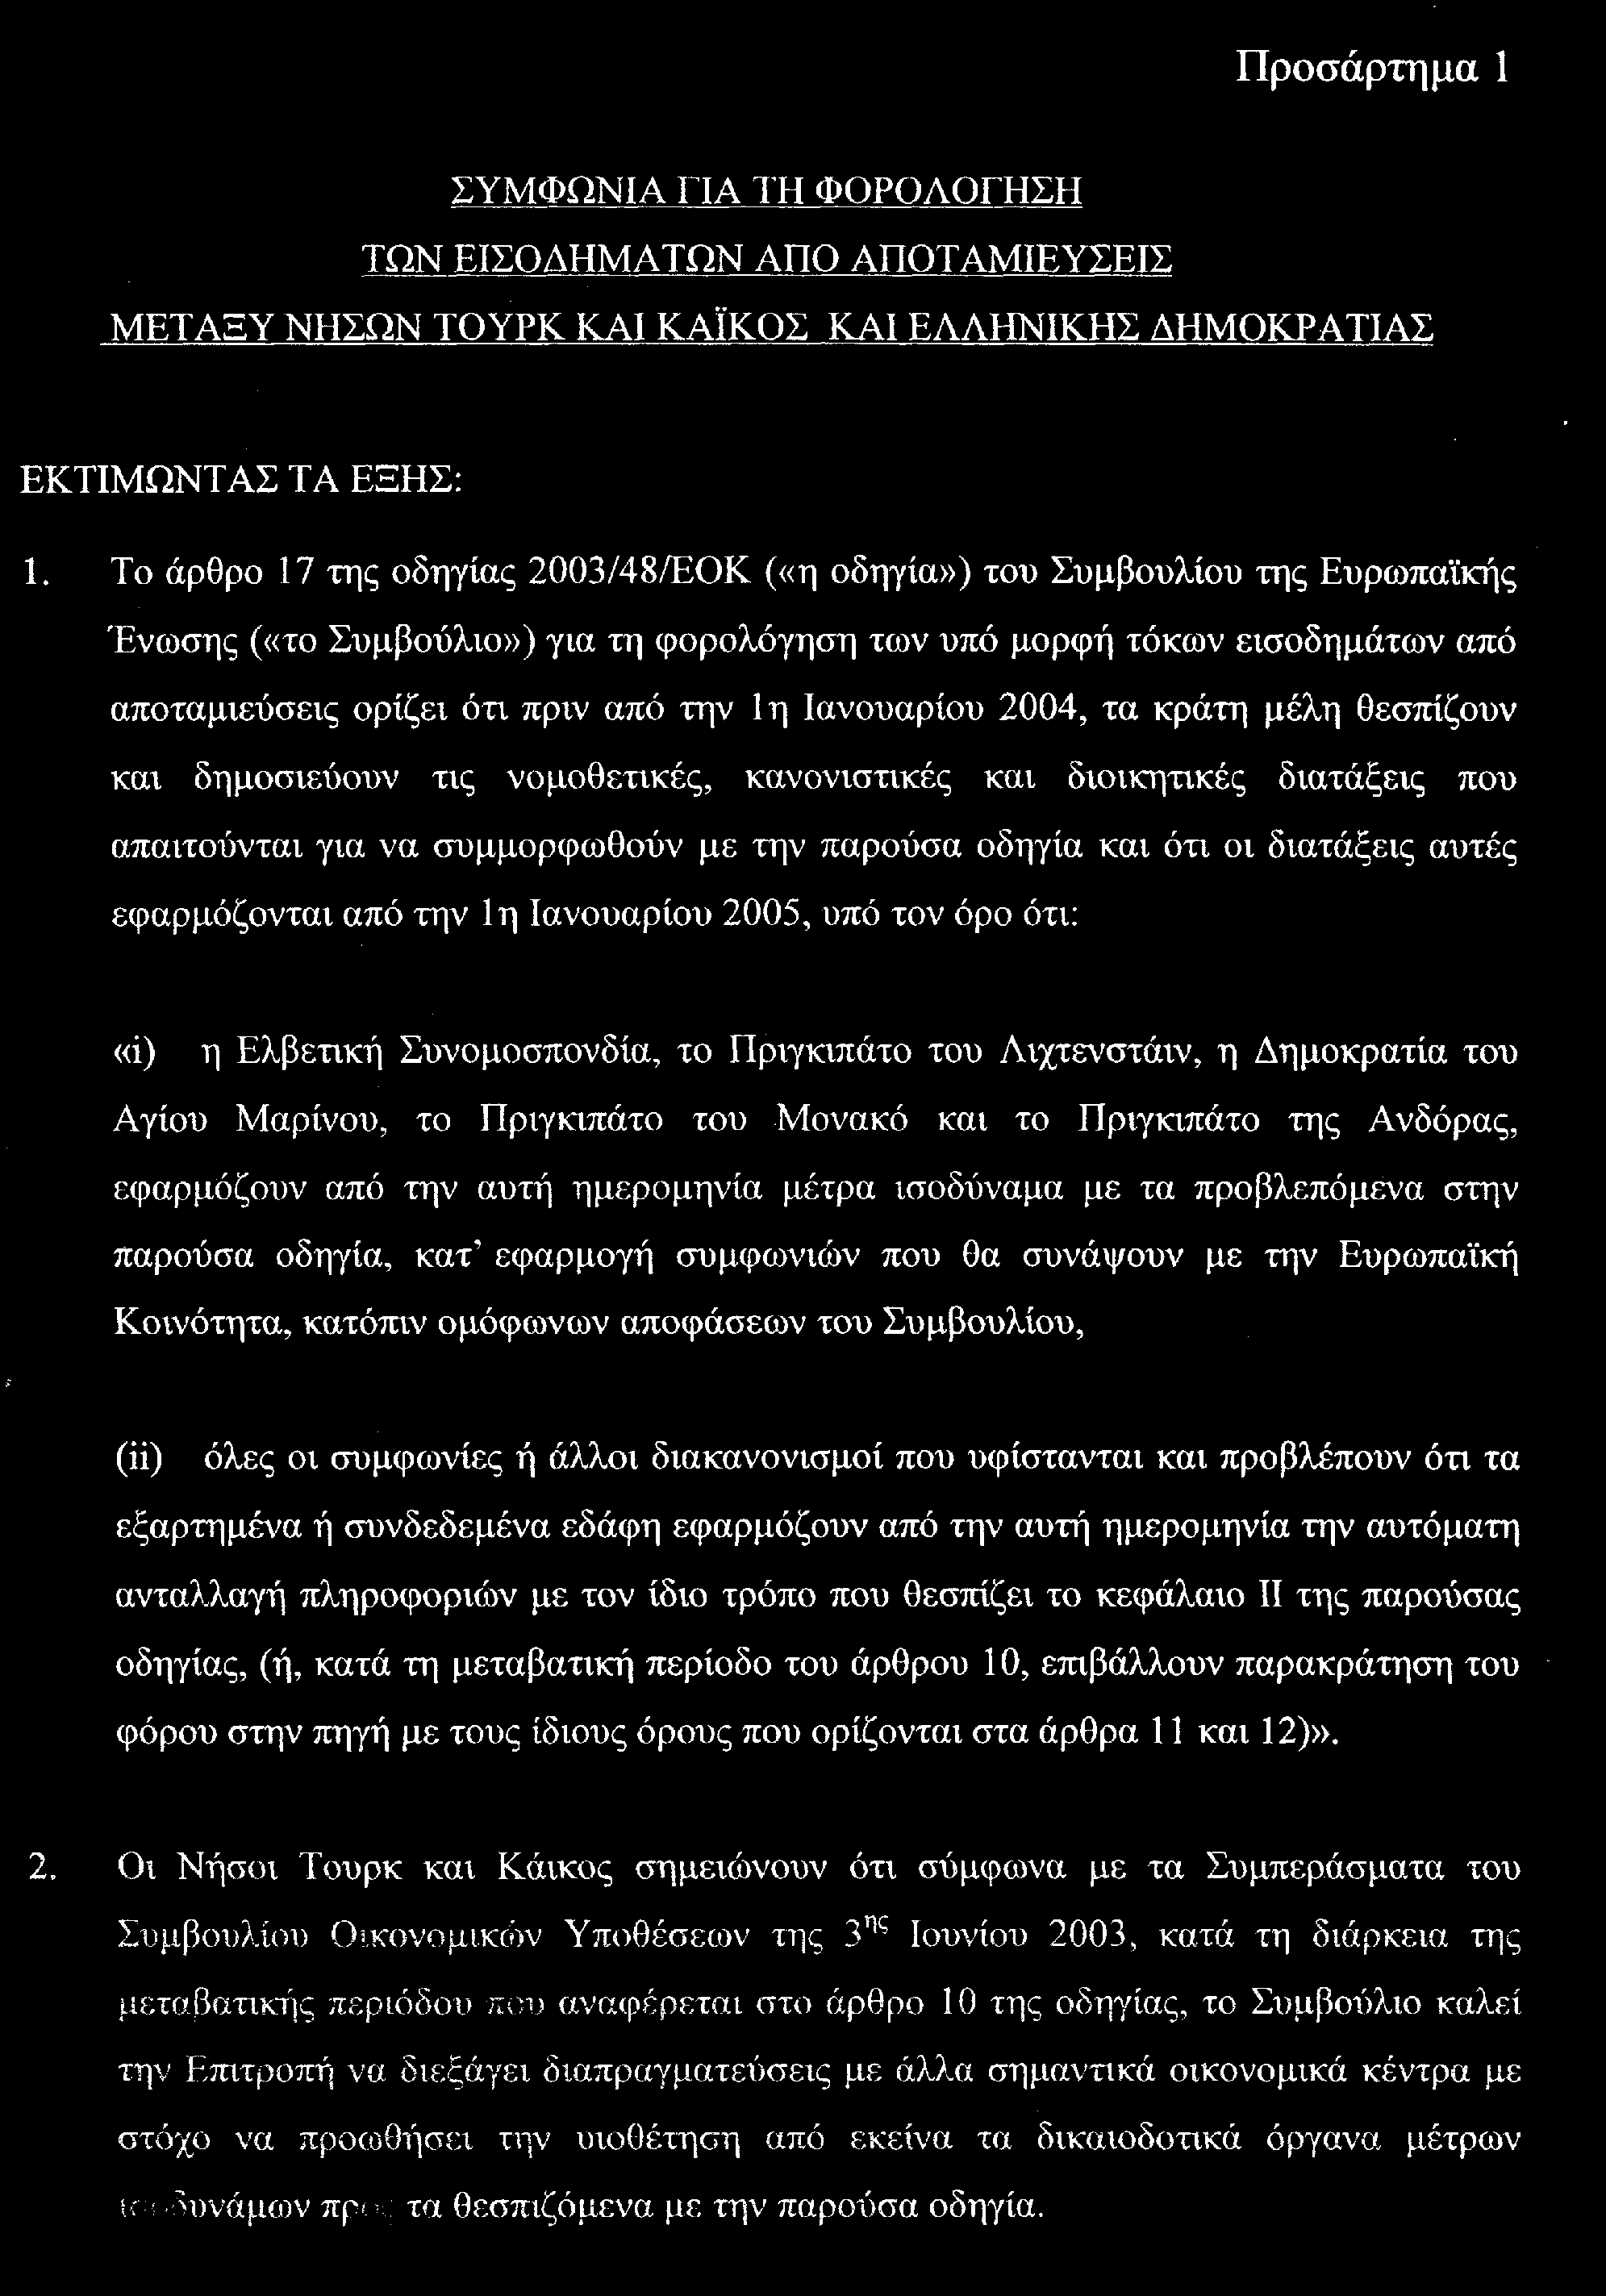 Προσάρτημα 1
ΣΥΜΦΩΝΙΑ ΓΙΑ ΤΗ ΦΟΡΟΛΟΓΗΣΗ
ΤΩΝ ΕΙΣΟΔΗΜΑΤΩΝ ΑΠΟ ΑΠΟΤΑΜΙΕΥΣΕΙΣ
ΜΕΤΑΞΥ ΝΗΣΩΝ ΤΟΥΡΚ ΚΑΙ ΚΑΪΚΟΣ ΚΑΙ ΕΛΛΗΝΙΚΗΣ ΔΗΜΟΚΡΑΤΙΑΣ
ΕΚΤΙΜΩΝΤΑΣ ΤΑ ΕΞΗΣ:
1. Το άρθρο 17 της οδηγίας 2003/48/ΕΟΚ («η οδηγία») του Συμβουλίου της Ευρωπαϊκής
Ένωσης («το Συμβούλιο») για τη φορολόγηση των υπό μορφή τόκων εισοδημάτων από
αποταμιεύσεις ορίζει ότι πριν από την 1η Ιανουαρίου 2004, τα κράτη μέλη θεσπίζουν
και δημοσιεύουν τις νομοθετικές, κανονιστικές και διοικητικές διατάξεις που
απαιτούνται για να συμμορφωθούν με την παρούσα οδηγία και ότι οι διατάξεις αυτές
εφαρμόζονται από την 1η Ιανουαρίου 2005, υπό τον όρο ότι:
«i) η Ελβετική Συνομοσπονδία, το Πριγκιπάτο του Λιχτενστάιν, η Δημοκρατία του
Αγίου Μαρίνου, το Πριγκιπάτο του Μονακό και το Πριγκιπάτο της Ανδόρας,
εφαρμόζουν από την αυτή ημερομηνία μέτρα ισοδύναμα με τα προβλεπόμενα στην
παρούσα οδηγία, κατ’ εφαρμογή συμφωνιών που θα συνάψουν με την Ευρωπαϊκή
Κοινότητα, κατόπιν ομόφωνων αποφάσεων του Συμβουλίου,
(ii) όλες οι συμφωνίες ή άλλοι διακανονισμοί που υφίστανται και προβλέπουν ότι τα
εξαρτημένα ή συνδεδεμένα εδάφη εφαρμόζουν από την αυτή ημερομηνία την αυτόματη
ανταλλαγή πληροφοριών με τον ίδιο τρόπο που θεσπίζει το κεφάλαιο ΙΙ της παρούσας
οδηγίας, (ή, κατά τη μεταβατική περίοδο του άρθρου 10, επιβάλλουν παρακράτηση του
φόρου στην πηγή με τους ίδιους όρους που ορίζονται στα άρθρα 11 και 12)».
2. Οι Νήσοι Τουρκ και Κάικος σημειώνουν ότι σύμφωνα με τα Συμπεράσματα του
Συμβουλίου Οικονομικών Υποθέσεων της 3ης Ιουνίου 2003, κατά τη διάρκεια της
μεταβατικής περιόδου που αναφέρεται στο άρθρο 10 της οδηγίας, το Συμβούλιο καλεί
την Επιτροπή να διεξάγει διαπραγματεύσεις με άλλα σημαντικά οικονομικά κέντρα με
στόχο να προωθήσει την υιοθέτηση από εκείνα τα δικαιοδοτικά όργανα μέτρων
τα θεσπιζόμενα με την παρούσα οδηγία.